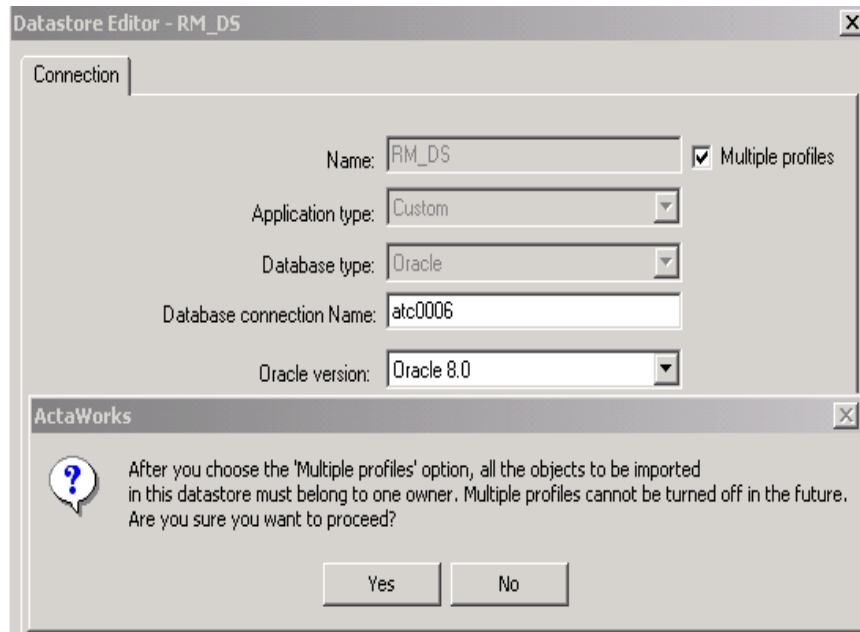 Datastore Editor - RM_DS
Connection
Name: RM_DS Multiple profiles
Application type: Custom
Database type: Oracle
Database connection Name: atc0006
Oracle version: Oracle 8.0
ActaWorks
After you choose the 'Multiple profiles' option, all the objects to be imported
in this datastore must belong to one owner. Multiple profiles cannot be turned off in the future.
Are you sure you want to proceed?
Yes No